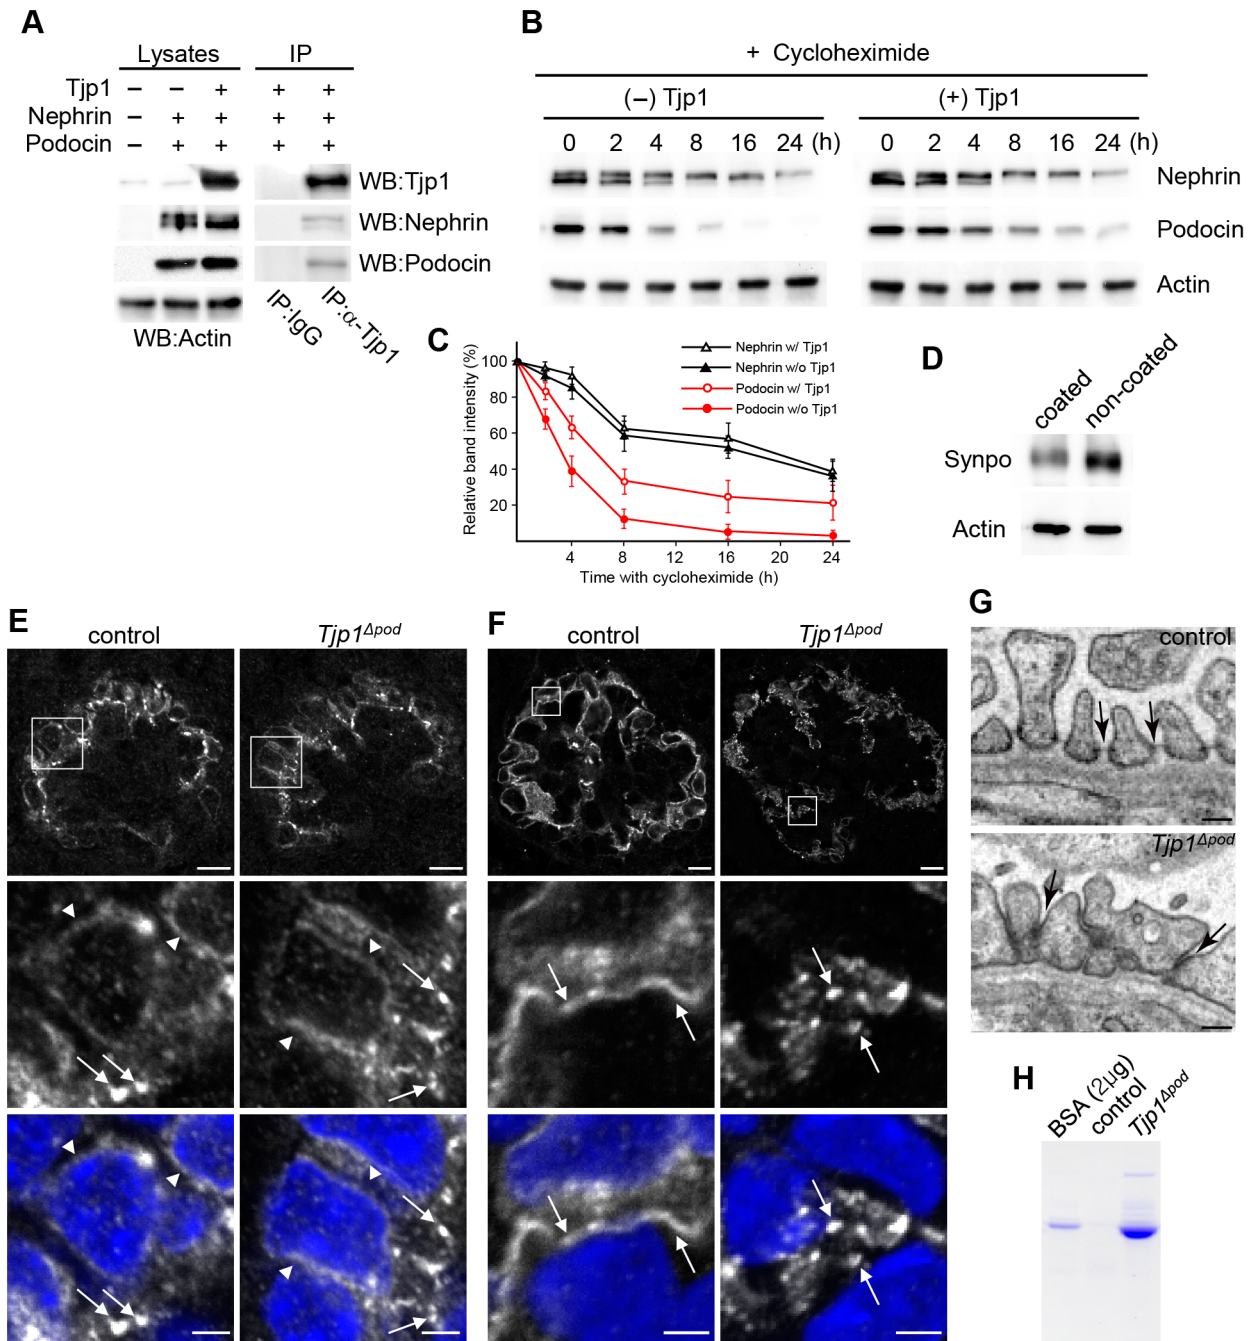 A
Lysates IP
Tjp1 − − + + +
Nephrin − + + + +
Podocin − + + + +
WB:Tjp1
WB:Nephrin
WB:Podocin
WB:Actin
IP:IgG
IP:α-Tjp1
B
+ Cycloheximide
(−) Tjp1 (+) Tjp1
0 2 4 8 16 24 (h) 0 2 4 8 16 24 (h)
Nephrin
Podocin
Actin
C
Relative band intensity (%)
100
80
60
40
20
4 8 12 16 20 24
Time with cycloheximide (h)
Nephrin w/ Tjp1
Nephrin w/o Tjp1
Podocin w/ Tjp1
Podocin w/o Tjp1
D
coated non-coated
Synpo
Actin
E
control Tjp1Δpod
F
control Tjp1Δpod
G
control
Tjp1Δpod
H
BSA (2μg)
control
Tjp1Δpod